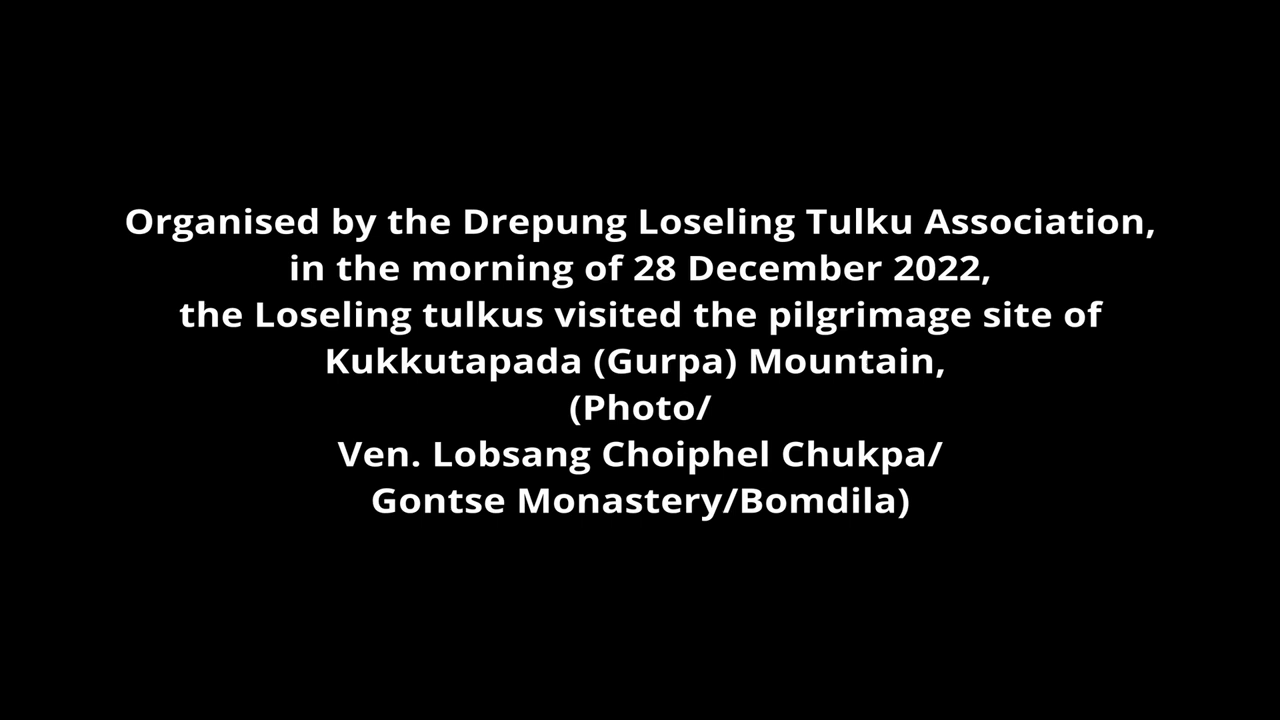 Organised by the Drepung Loseling Tulku Association,
in the morning of 28 December 2022,
the Loseling tulkus visited the pilgrimage site of
Kukkutapada (Gurpa) Mountain,
(Photo/
Ven. Lobsang Choiphel Chukpa/
Gontse Monastery/Bomdila)